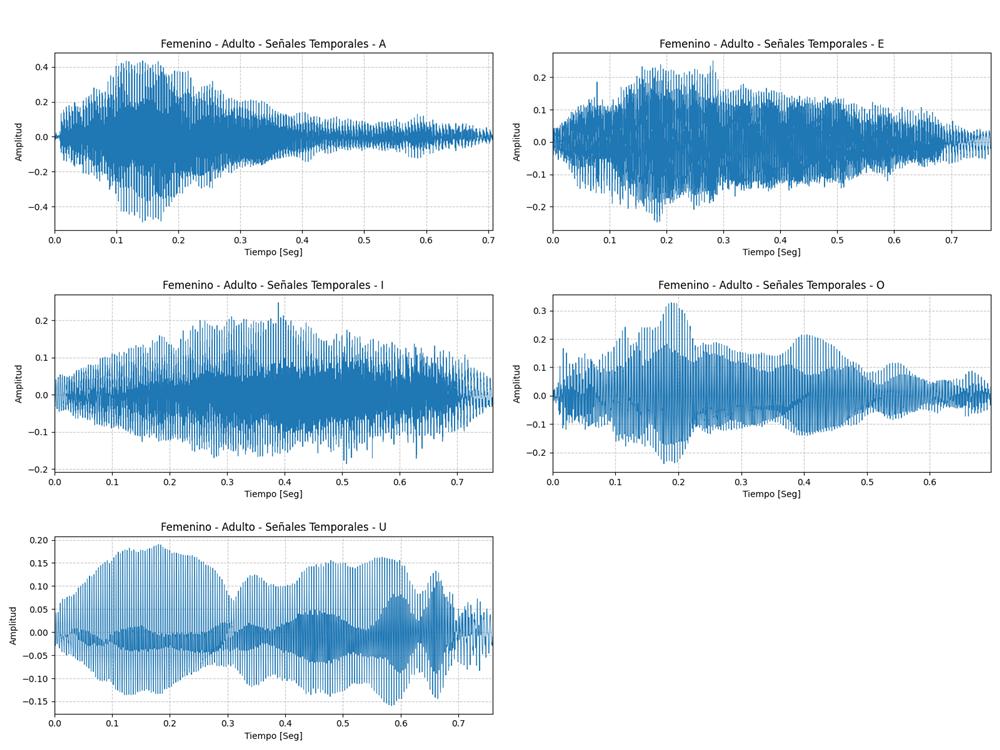 Femenino - Adulto - Señales Temporales - A
0.4
0.2
0.0
−0.2
−0.4
Amplitud
0.0 0.1 0.2 0.3 0.4 0.5 0.6 0.7
Tiempo [Seg]
Femenino - Adulto - Señales Temporales - E
0.2
0.1
0.0
−0.1
−0.2
Amplitud
0.0 0.1 0.2 0.3 0.4 0.5 0.6 0.7
Tiempo [Seg]
Femenino - Adulto - Señales Temporales - I
0.2
0.1
0.0
−0.1
−0.2
Amplitud
0.0 0.1 0.2 0.3 0.4 0.5 0.6 0.7
Tiempo [Seg]
Femenino - Adulto - Señales Temporales - O
0.3
0.2
0.1
0.0
−0.1
−0.2
Amplitud
0.0 0.1 0.2 0.3 0.4 0.5 0.6
Tiempo [Seg]
Femenino - Adulto - Señales Temporales - U
0.20
0.15
0.10
0.05
0.00
−0.05
−0.10
−0.15
Amplitud
0.0 0.1 0.2 0.3 0.4 0.5 0.6 0.7
Tiempo [Seg]